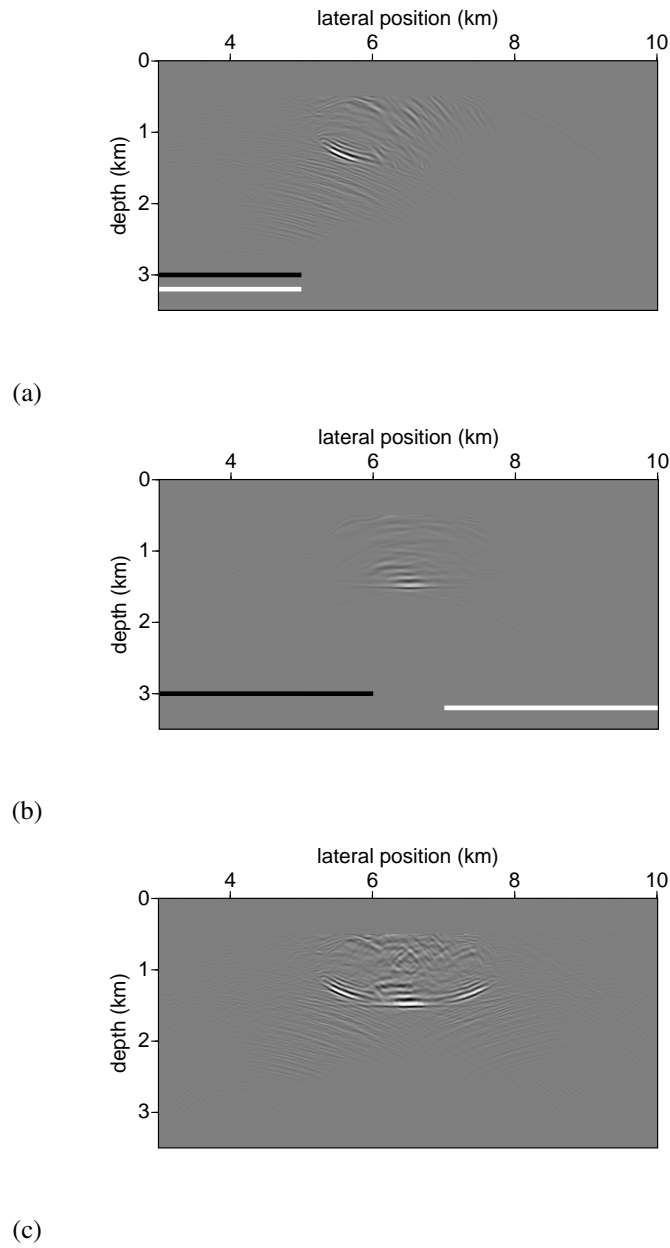 lateral position (km)
4 6 8 10
0
1
2
3
depth (km)
(a)
lateral position (km)
4 6 8 10
0
1
2
3
depth (km)
(b)
lateral position (km)
4 6 8 10
0
1
2
3
depth (km)
(c)